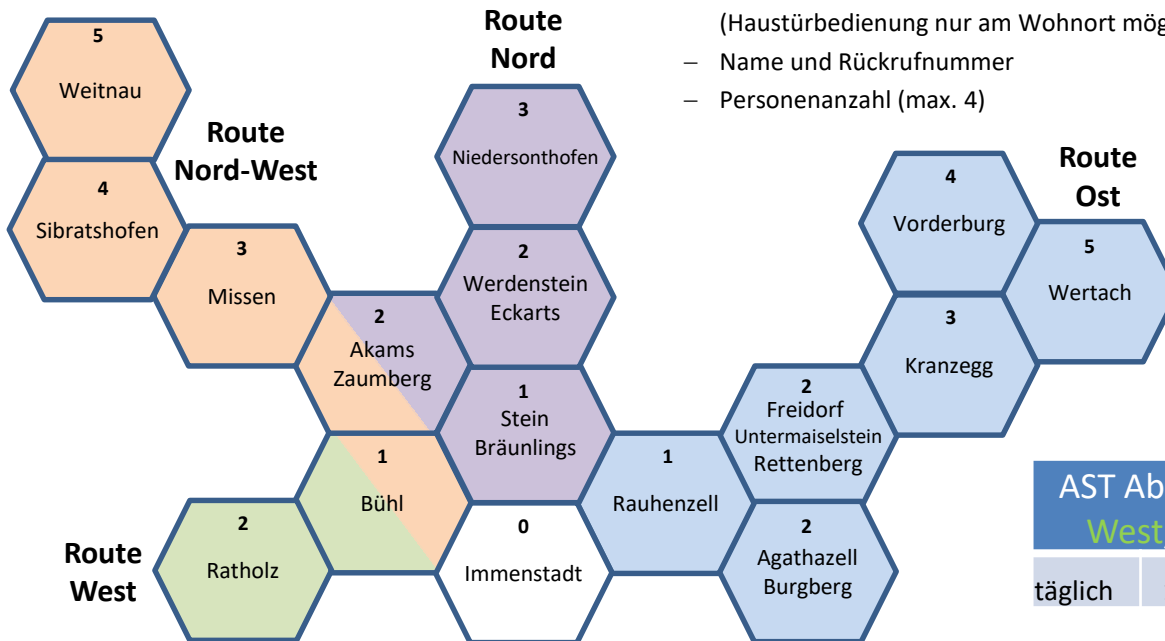 (Haustürbedienung nur am Wohnort
– Name und Rückrufnummer
– Personenanzahl (max. 4)
Route
Nord
Route
Nord-West
Route
Ost
Route
West
5
Weitnau
4
Sibratshofen
3
Missen
2
Akams
Zaumberg
1
Bühl
2
Ratholz
3
Niedersonthofen
2
Werdenstein
Eckarts
1
Stein
Bräunlings
0
Immenstadt
1
Rauhenzell
2
Freidorf
Untermaiselstein
Rettenberg
2
Agathazell
Burgberg
4
Vorderburg
3
Kranzegg
5
Wertach
AST Ab
West
täglich